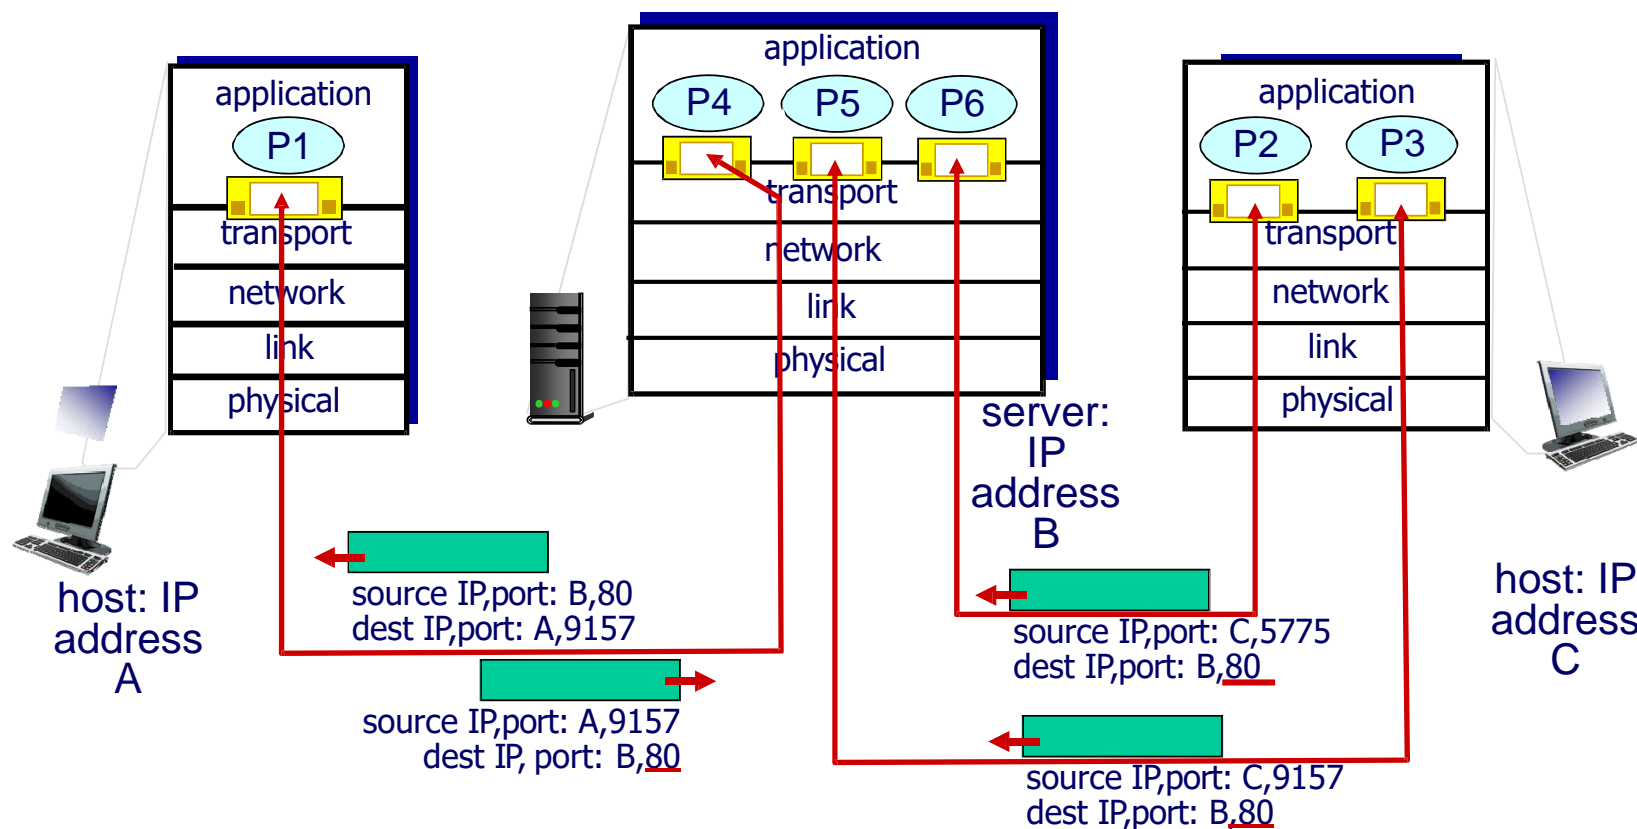 application
P1
transport
network
link
physical
host: IP
address
A
application
P4 P5 P6
transport
network
link
physical
server:
IP
address
B
application
P2 P3
transport
network
link
physical
host: IP
address
C
source IP,port: B,80
dest IP,port: A,9157
source IP,port: A,9157
dest IP, port: B,80
source IP,port: C,5775
dest IP,port: B,80
source IP,port: C,9157
dest IP,port: B,80